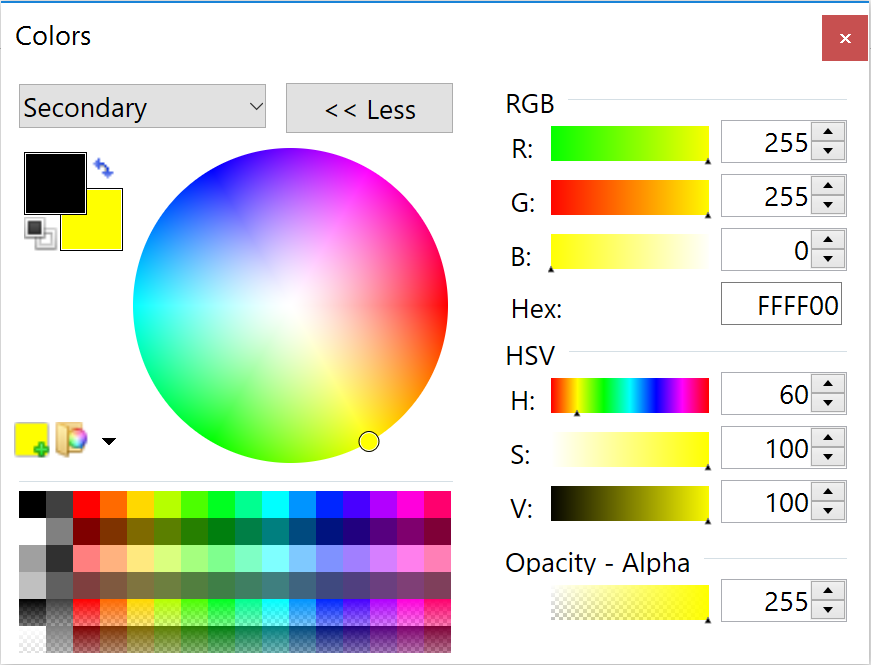 Colors
Secondary
<< Less
RGB
R: 255
G: 255
B: 0
Hex: FFFF00
HSV
H: 60
S: 100
V: 100
Opacity - Alpha
255